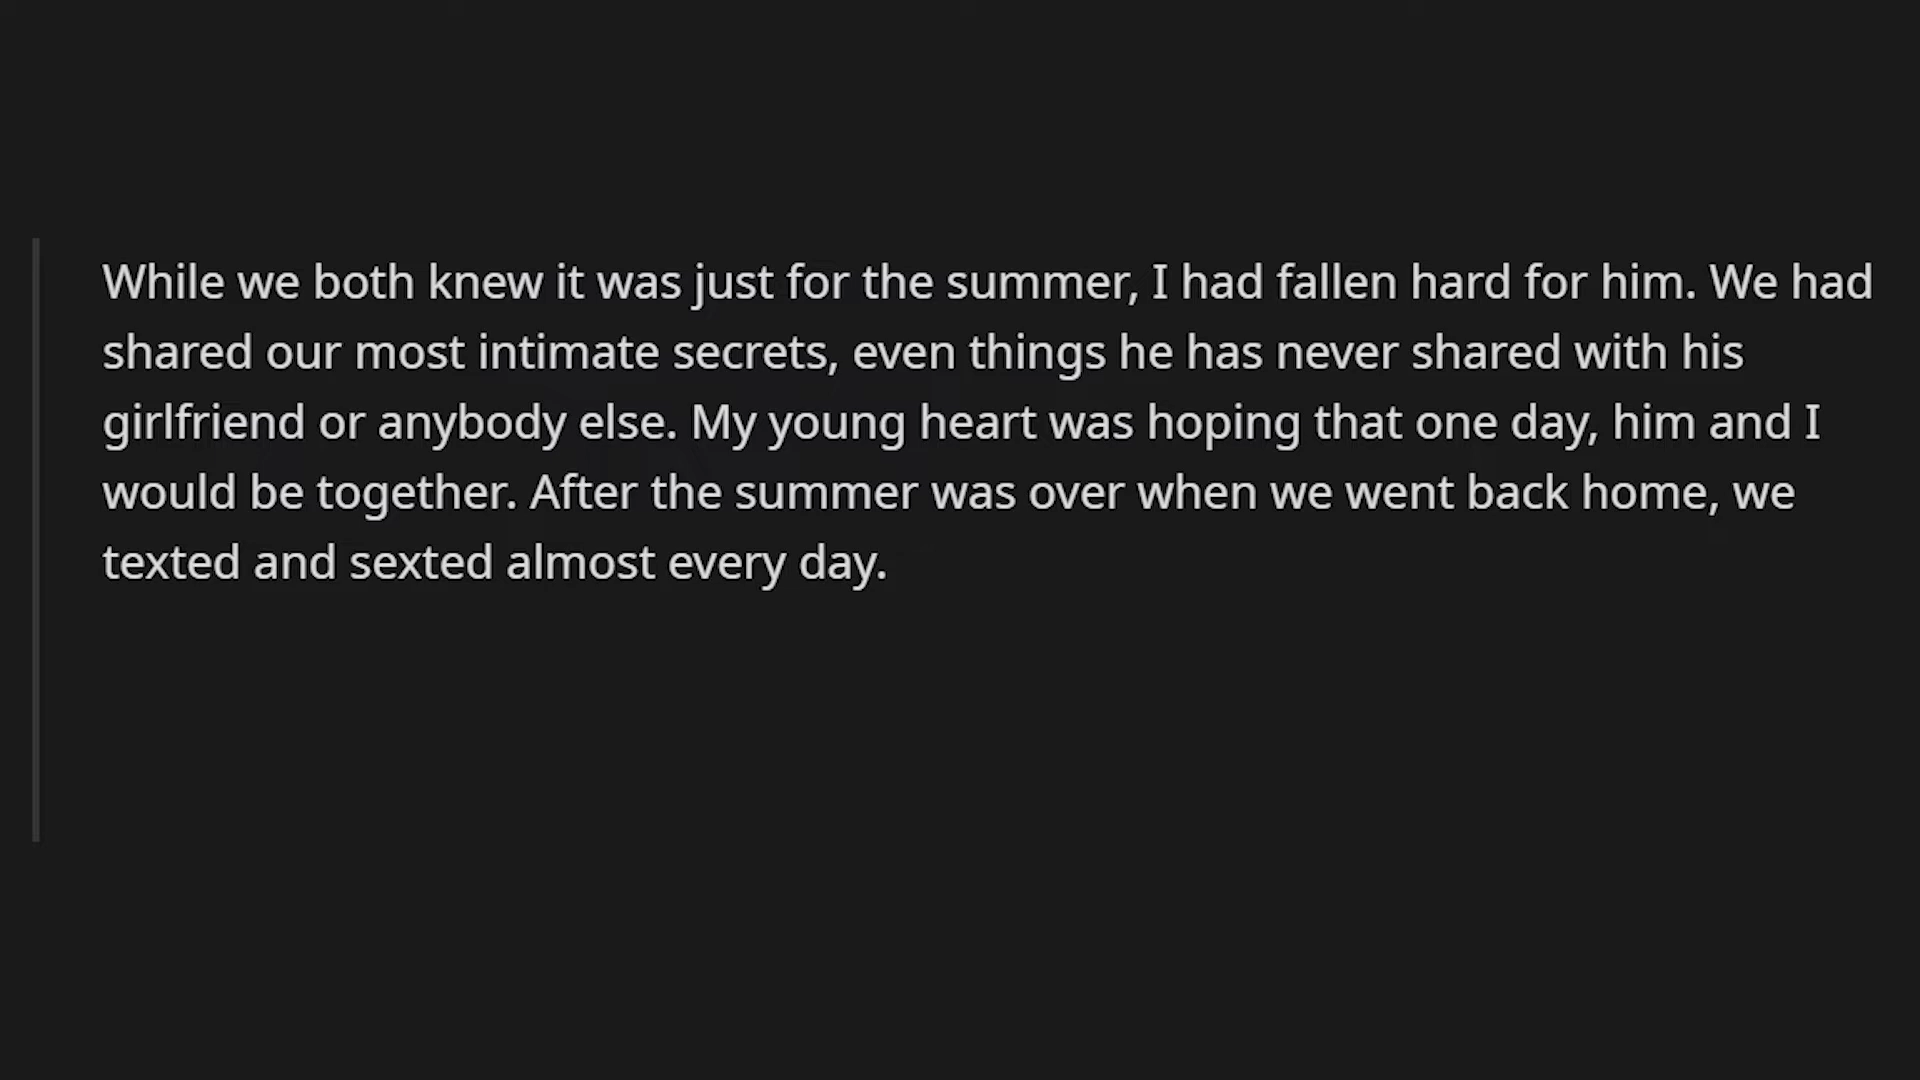 While we both knew it was just for the summer, I had fallen hard for him. We had
shared our most intimate secrets, even things he has never shared with his
girlfriend or anybody else. My young heart was hoping that one day, him and I
would be together. After the summer was over when we went back home, we
texted and sexted almost every day.